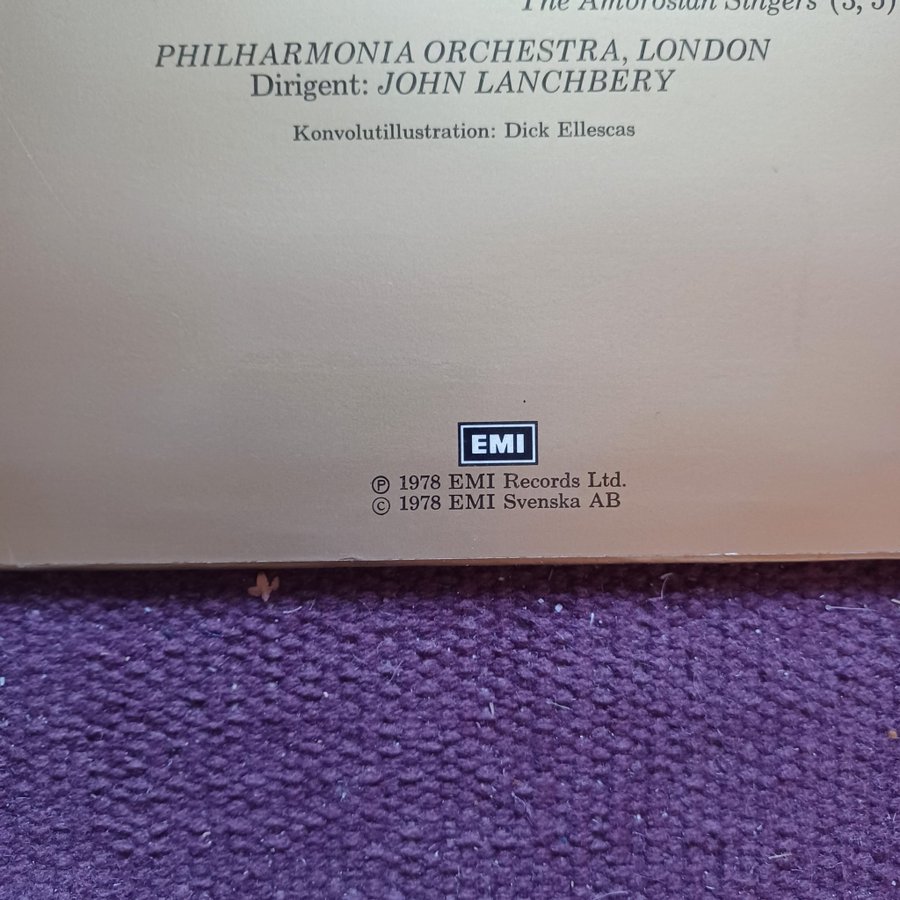 The Ambrosian Singers (3, 5)
PHILHARMONIA ORCHESTRA, LONDON
Dirigent: JOHN LANCHBERY
Konvolutillustration: Dick Ellescas
EMI
Ⓟ 1978 EMI Records Ltd.
© 1978 EMI Svenska AB